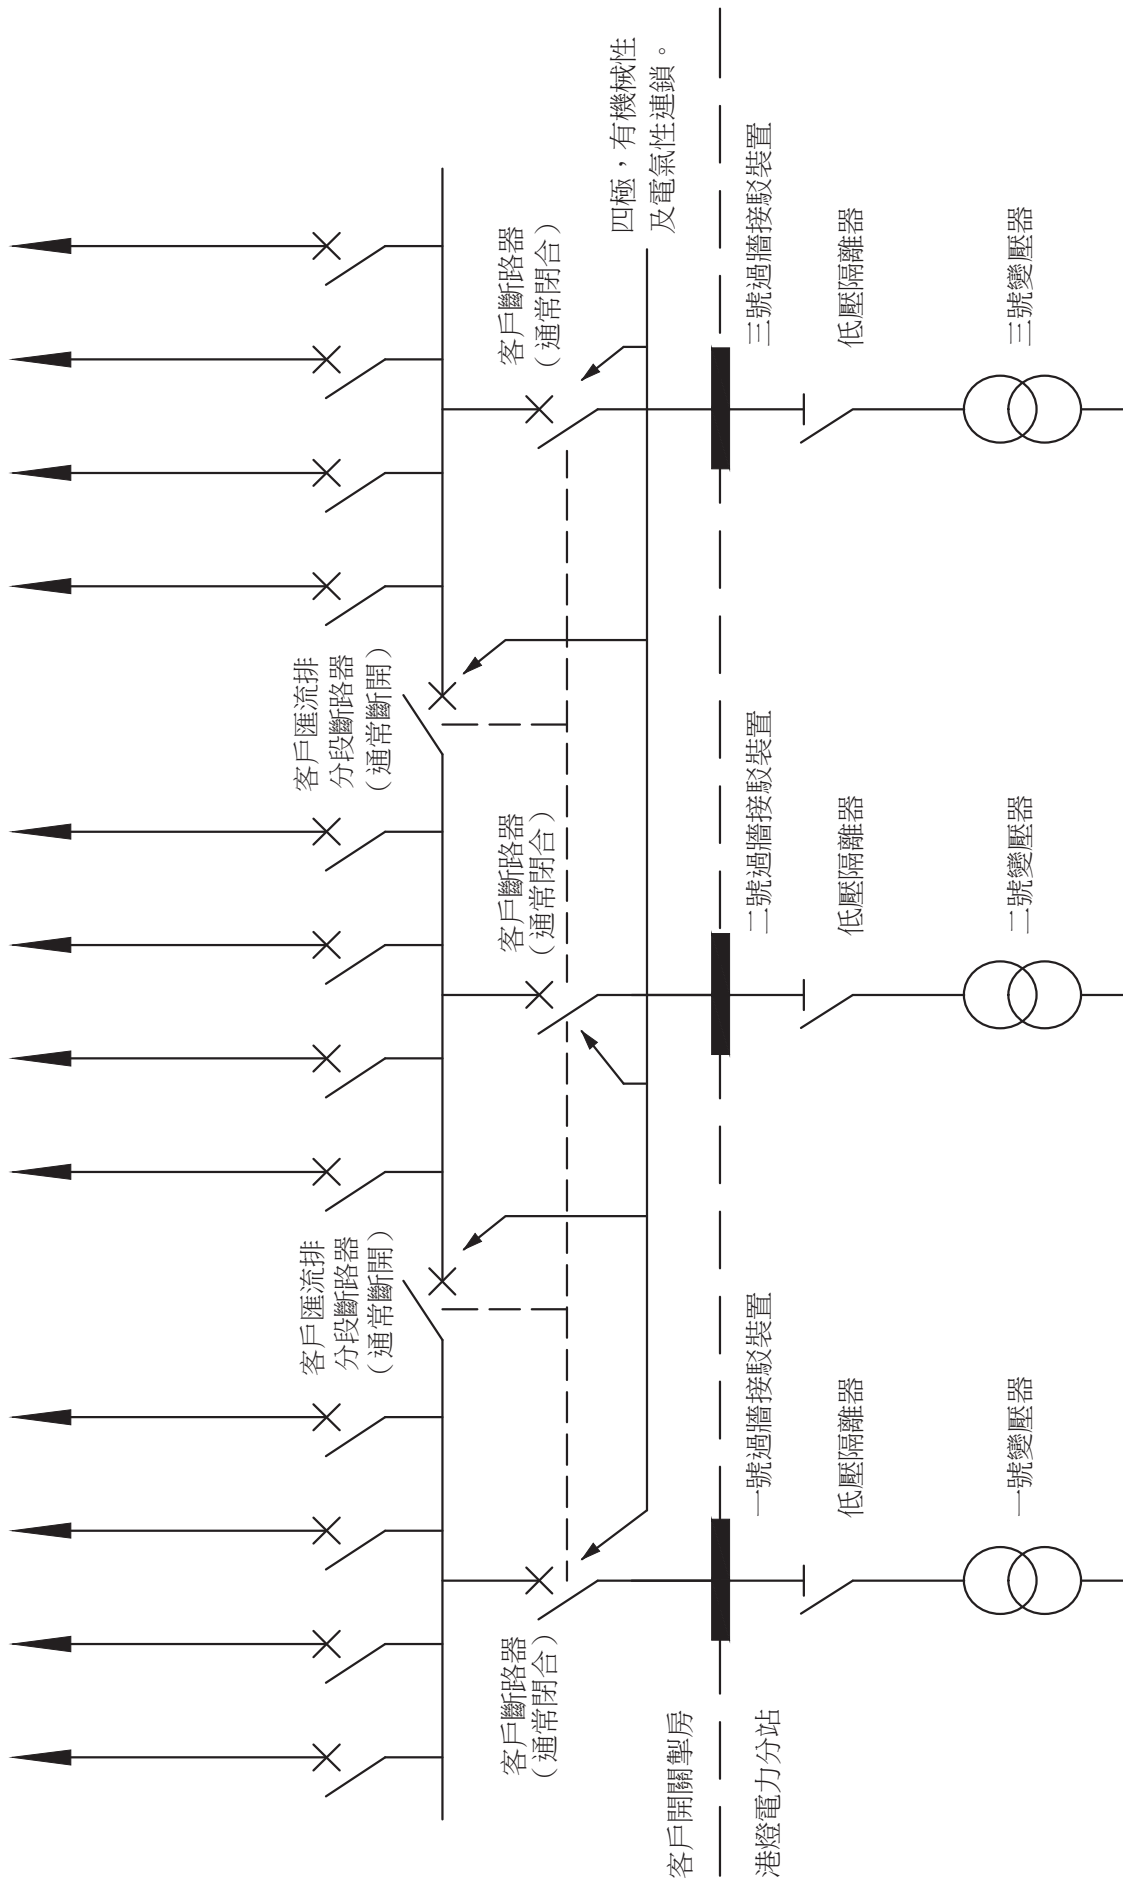 客戶匯流排
分段斷路器
（通常斷開）
客戶匯流排
分段斷路器
（通常斷開）
客戶斷路器
（通常閉合）
客戶斷路器
（通常閉合）
客戶斷路器
（通常閉合）
四極，有機械性
及電氣性連鎖。
客戶開關掣房
港燈電力分站
一號過牆接駁裝置
二號過牆接駁裝置
三號過牆接駁裝置
低壓隔離器
低壓隔離器
低壓隔離器
一號變壓器
二號變壓器
三號變壓器